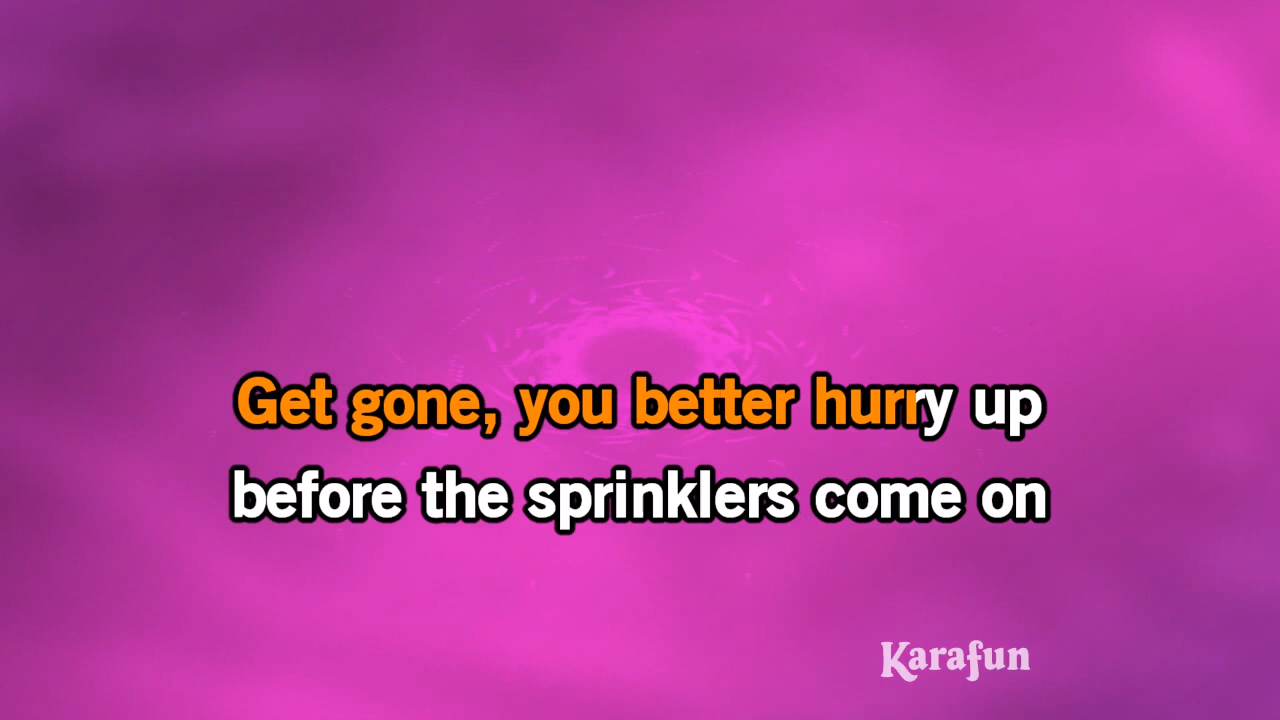 Get gone, you better hurry up
before the sprinklers come on
Karafun